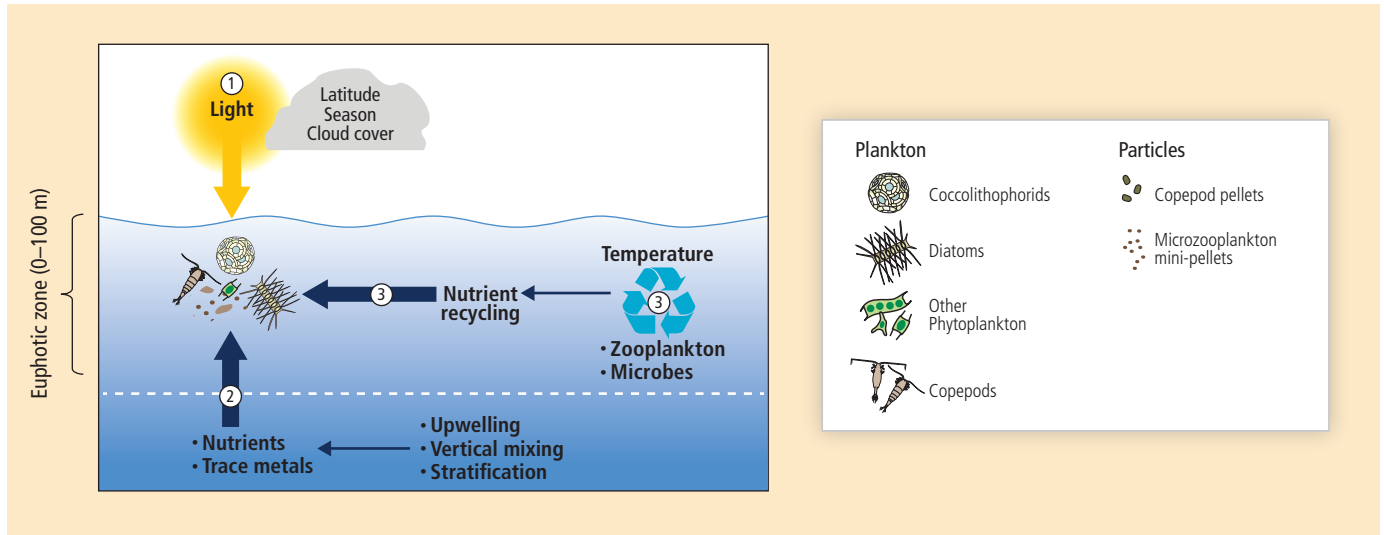 1
Light
Latitude
Season
Cloud cover
Euphotic zone (0–100 m)
Temperature
3
Nutrient
recycling
3
• Zooplankton
• Microbes
2
• Nutrients
• Trace metals
• Upwelling
• Vertical mixing
• Stratification
Plankton
Coccolithophorids
Diatoms
Other
Phytoplankton
Copepods
Particles
Copepod pellets
Microzooplankton
mini-pellets